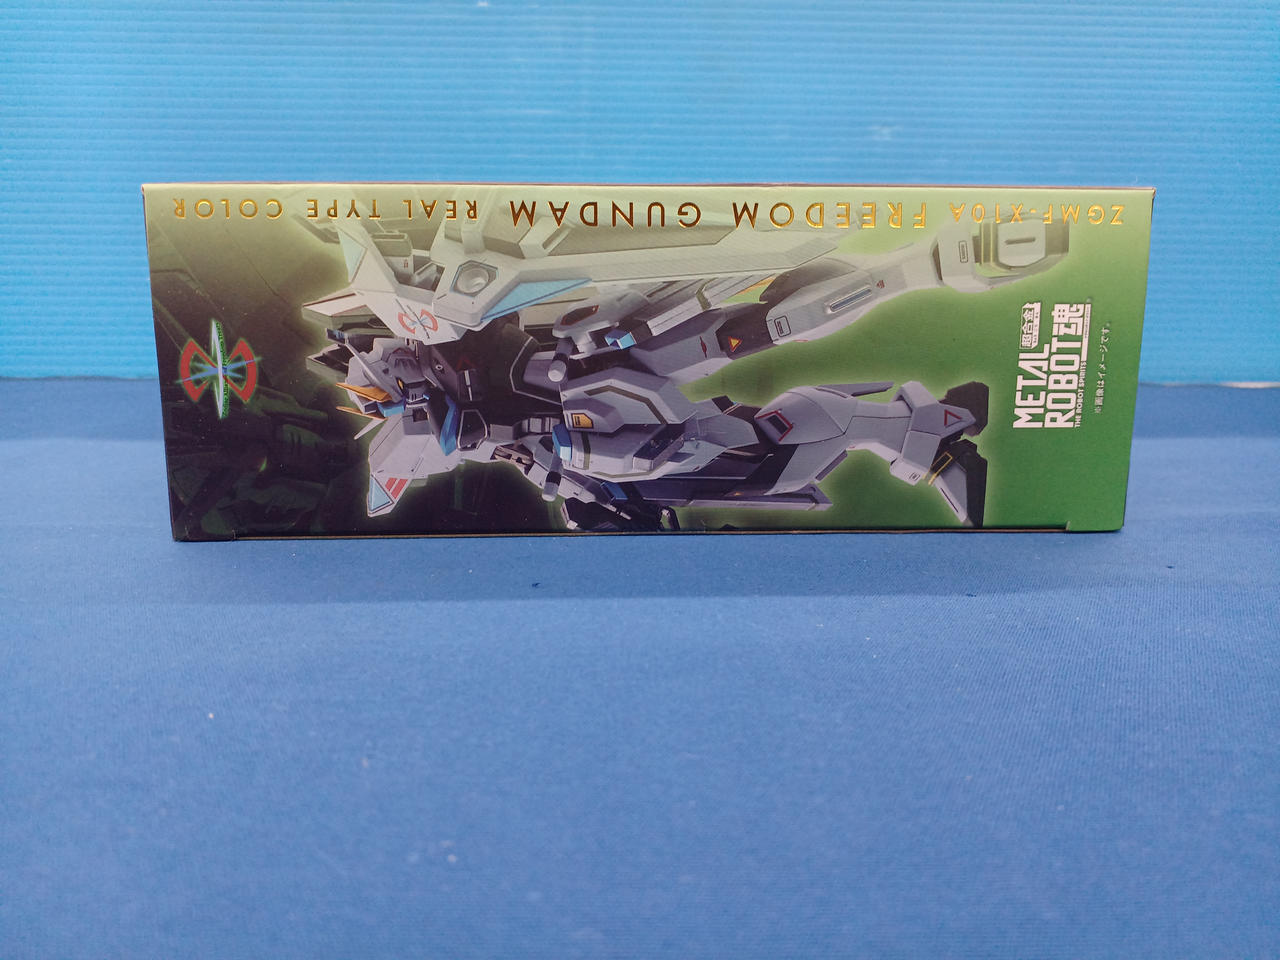 ZGMF-X10A FREEDOM GUNDAM REAL TYPE COLOR
超合金
METAL
ROBOT魂
THE ROBOT SPIRITS
※画像はイメージです。